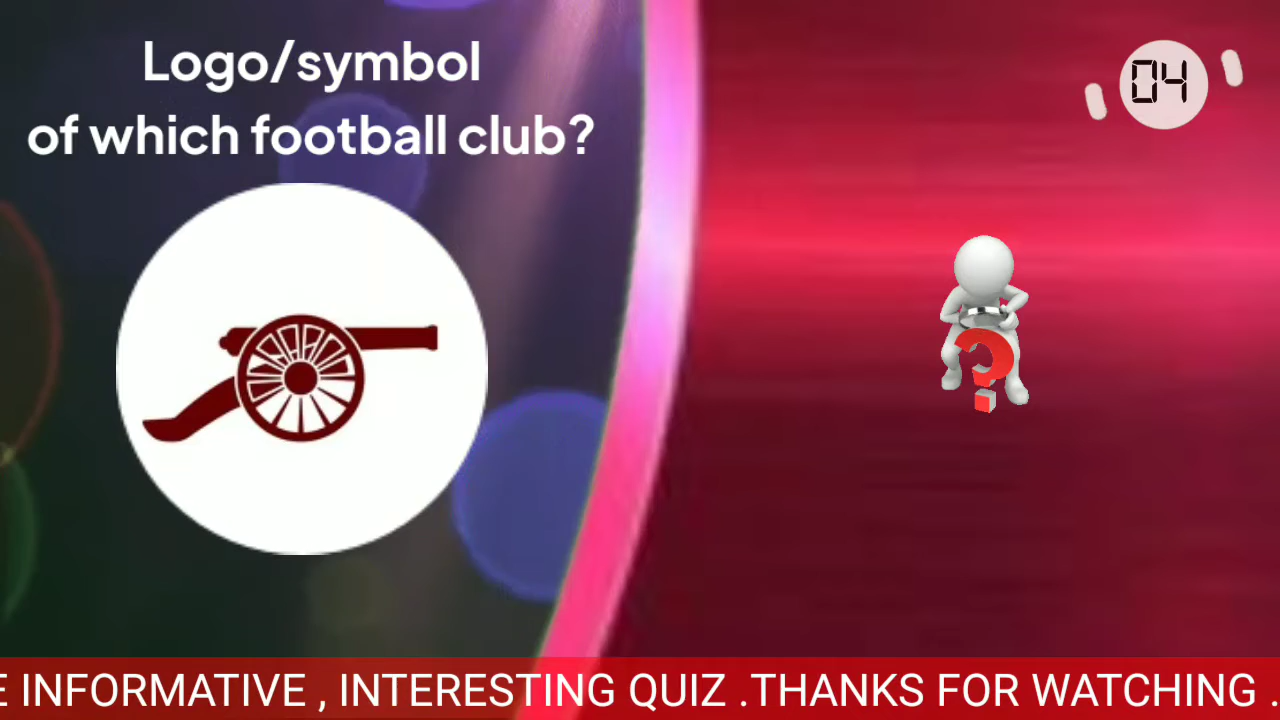 Logo/symbol
of which football club?
04
E INFORMATIVE , INTERESTING QUIZ .THANKS FOR WATCHING .